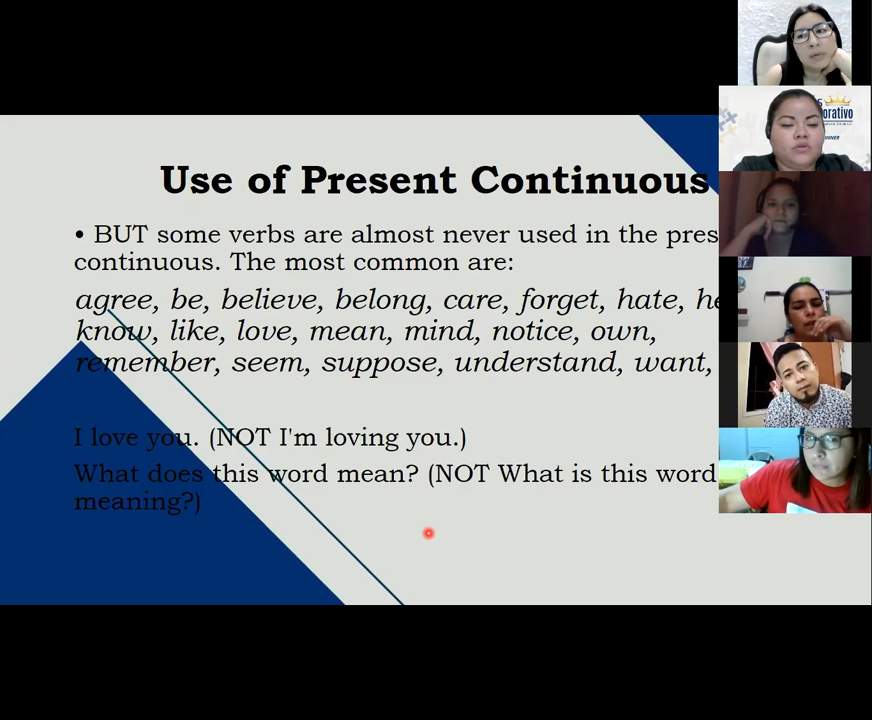 Use of Present Continuous
• BUT some verbs are almost never used in the pres
continuous. The most common are:
agree, be, believe, belong, care, forget, hate, he
know, like, love, mean, mind, notice, own,
remember, seem, suppose, understand, want,
I love you. (NOT I'm loving you.)
What does this word mean? (NOT What is this word
meaning?)
orativo